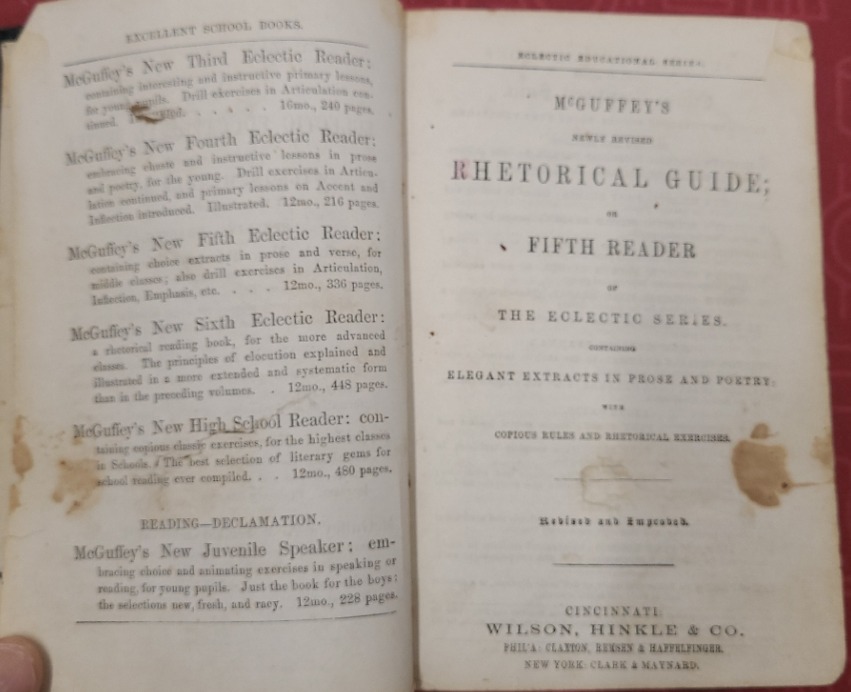 EXCELLENT SCHOOL BOOKS.
McGuffey's New Third Eclectic Reader:
containing interesting and instructive primary lessons,
for young pupils. Drill exercises in Articulation con-
tinued. . . . . . 16mo., 240 pages.
McGuffey's New Fourth Eclectic Reader:
embracing chaste and instructive lessons in prose
and poetry, for the young. Drill exercises in Articu-
lation continued, and primary lessons on Accent and
Inflection introduced. Illustrated. 12mo., 216 pages.
McGuffey's New Fifth Eclectic Reader:
containing choice extracts in prose and verse, for
middle classes; also drill exercises in Articulation,
Inflection, Emphasis, etc. . . . 12mo., 336 pages.
McGuffey's New Sixth Eclectic Reader:
a rhetorical reading book, for the more advanced
classes. The principles of elocution explained and
illustrated in a more extended and systematic form
than in the preceding volumes. . 12mo., 448 pages.
McGuffey's New High School Reader: con-
taining copious classic exercises, for the highest classes
in Schools. The best selection of literary gems for
school reading ever compiled. . . 12mo., 480 pages.
READING—DECLAMATION.
McGuffey's New Juvenile Speaker: em-
bracing choice and animating exercises in speaking or
reading, for young pupils. Just the book for the boys:
the selections new, fresh, and racy. 12mo., 228 pages.
ECLECTIC EDUCATIONAL SERIES.
McGUFFEY'S
NEWLY REVISED
RHETORICAL GUIDE;
OR
FIFTH READER
OF
THE ECLECTIC SERIES.
CONTAINING
ELEGANT EXTRACTS IN PROSE AND POETRY:
WITH
COPIOUS RULES AND RHETORICAL EXERCISES.
Revised and Improved.
CINCINNATI:
WILSON, HINKLE & CO.
PHIL'A: CLAXTON, REMSEN & HAFFELFINGER.
NEW YORK: CLARK & MAYNARD.